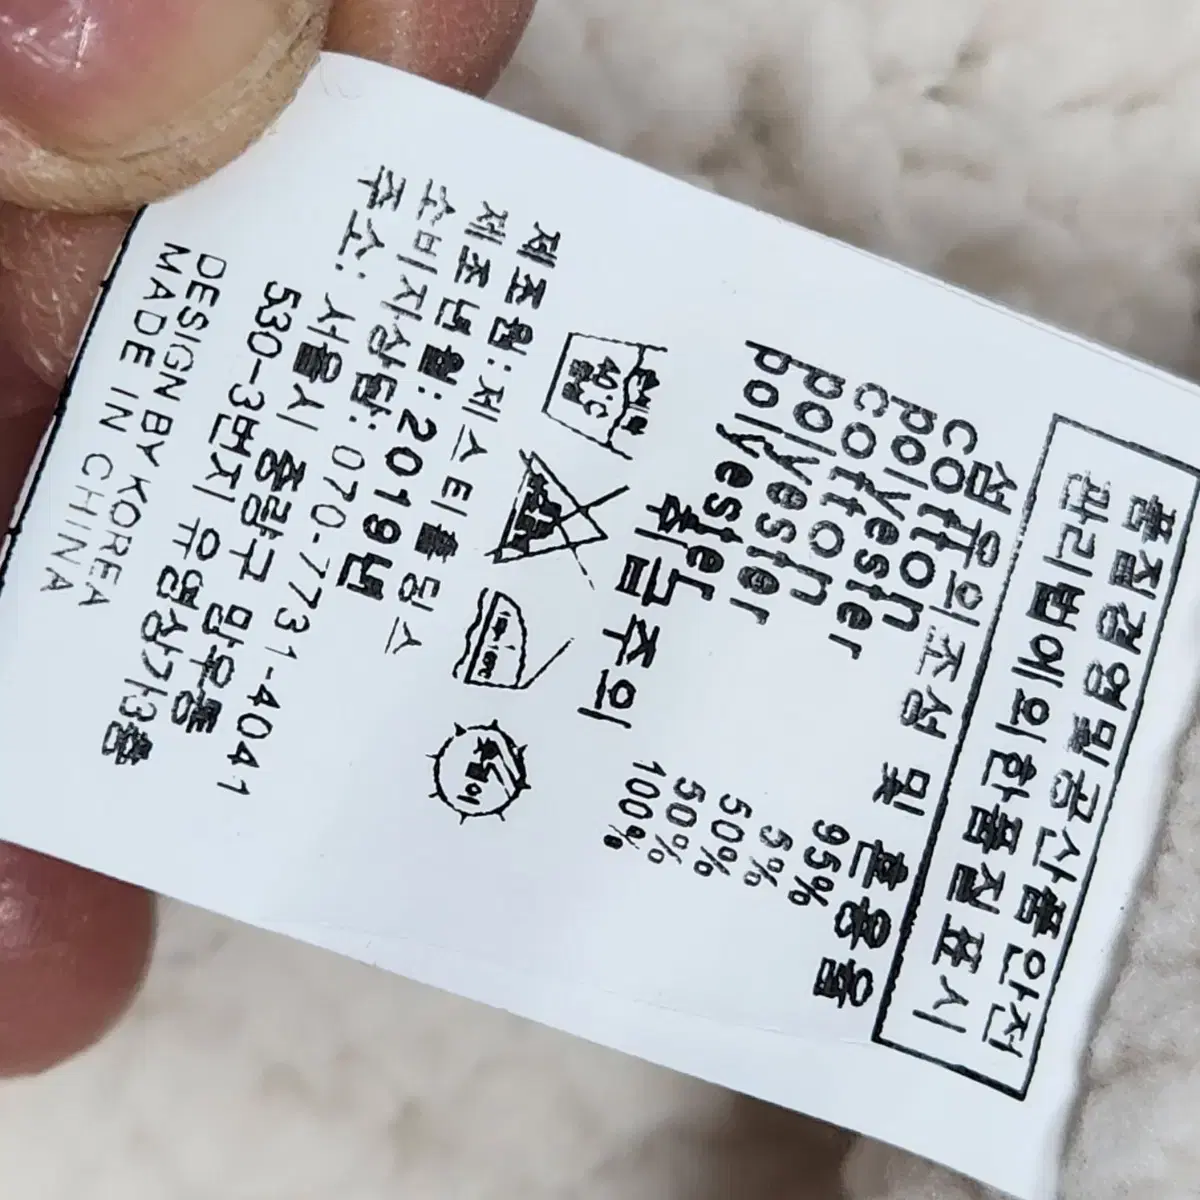 품질경영및공산품안전
관리법에의한품질표시
섬유의조성 및 혼용율
cotton 95%
polyester 5%
cotton 50%
polyester 50%
polyester 100%
취급주의
40℃
제조원: 제스티홀딩스
제조년월: 2019년
소비자상담: 070-7731-4041
주소: 서울시 중랑구 망우동
530-3번지 유영상가3층
DESIGN BY KOREA
MADE IN CHINA